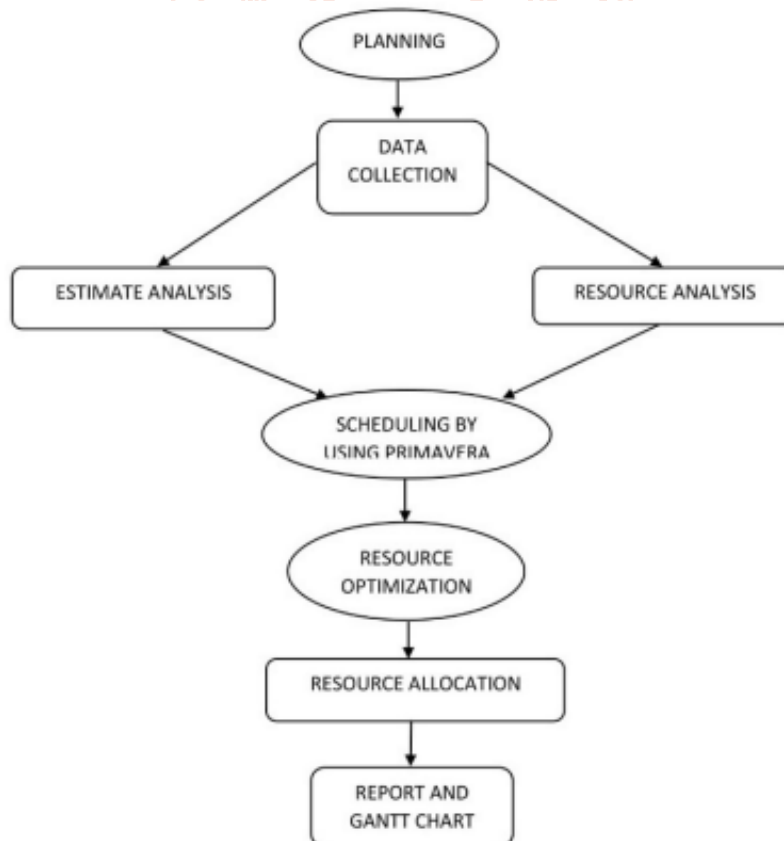 PLANNING
DATA
COLLECTION
ESTIMATE ANALYSIS
RESOURCE ANALYSIS
SCHEDULING BY
USING PRIMAVERA
RESOURCE
OPTIMIZATION
RESOURCE ALLOCATION
REPORT AND
GANTT CHART